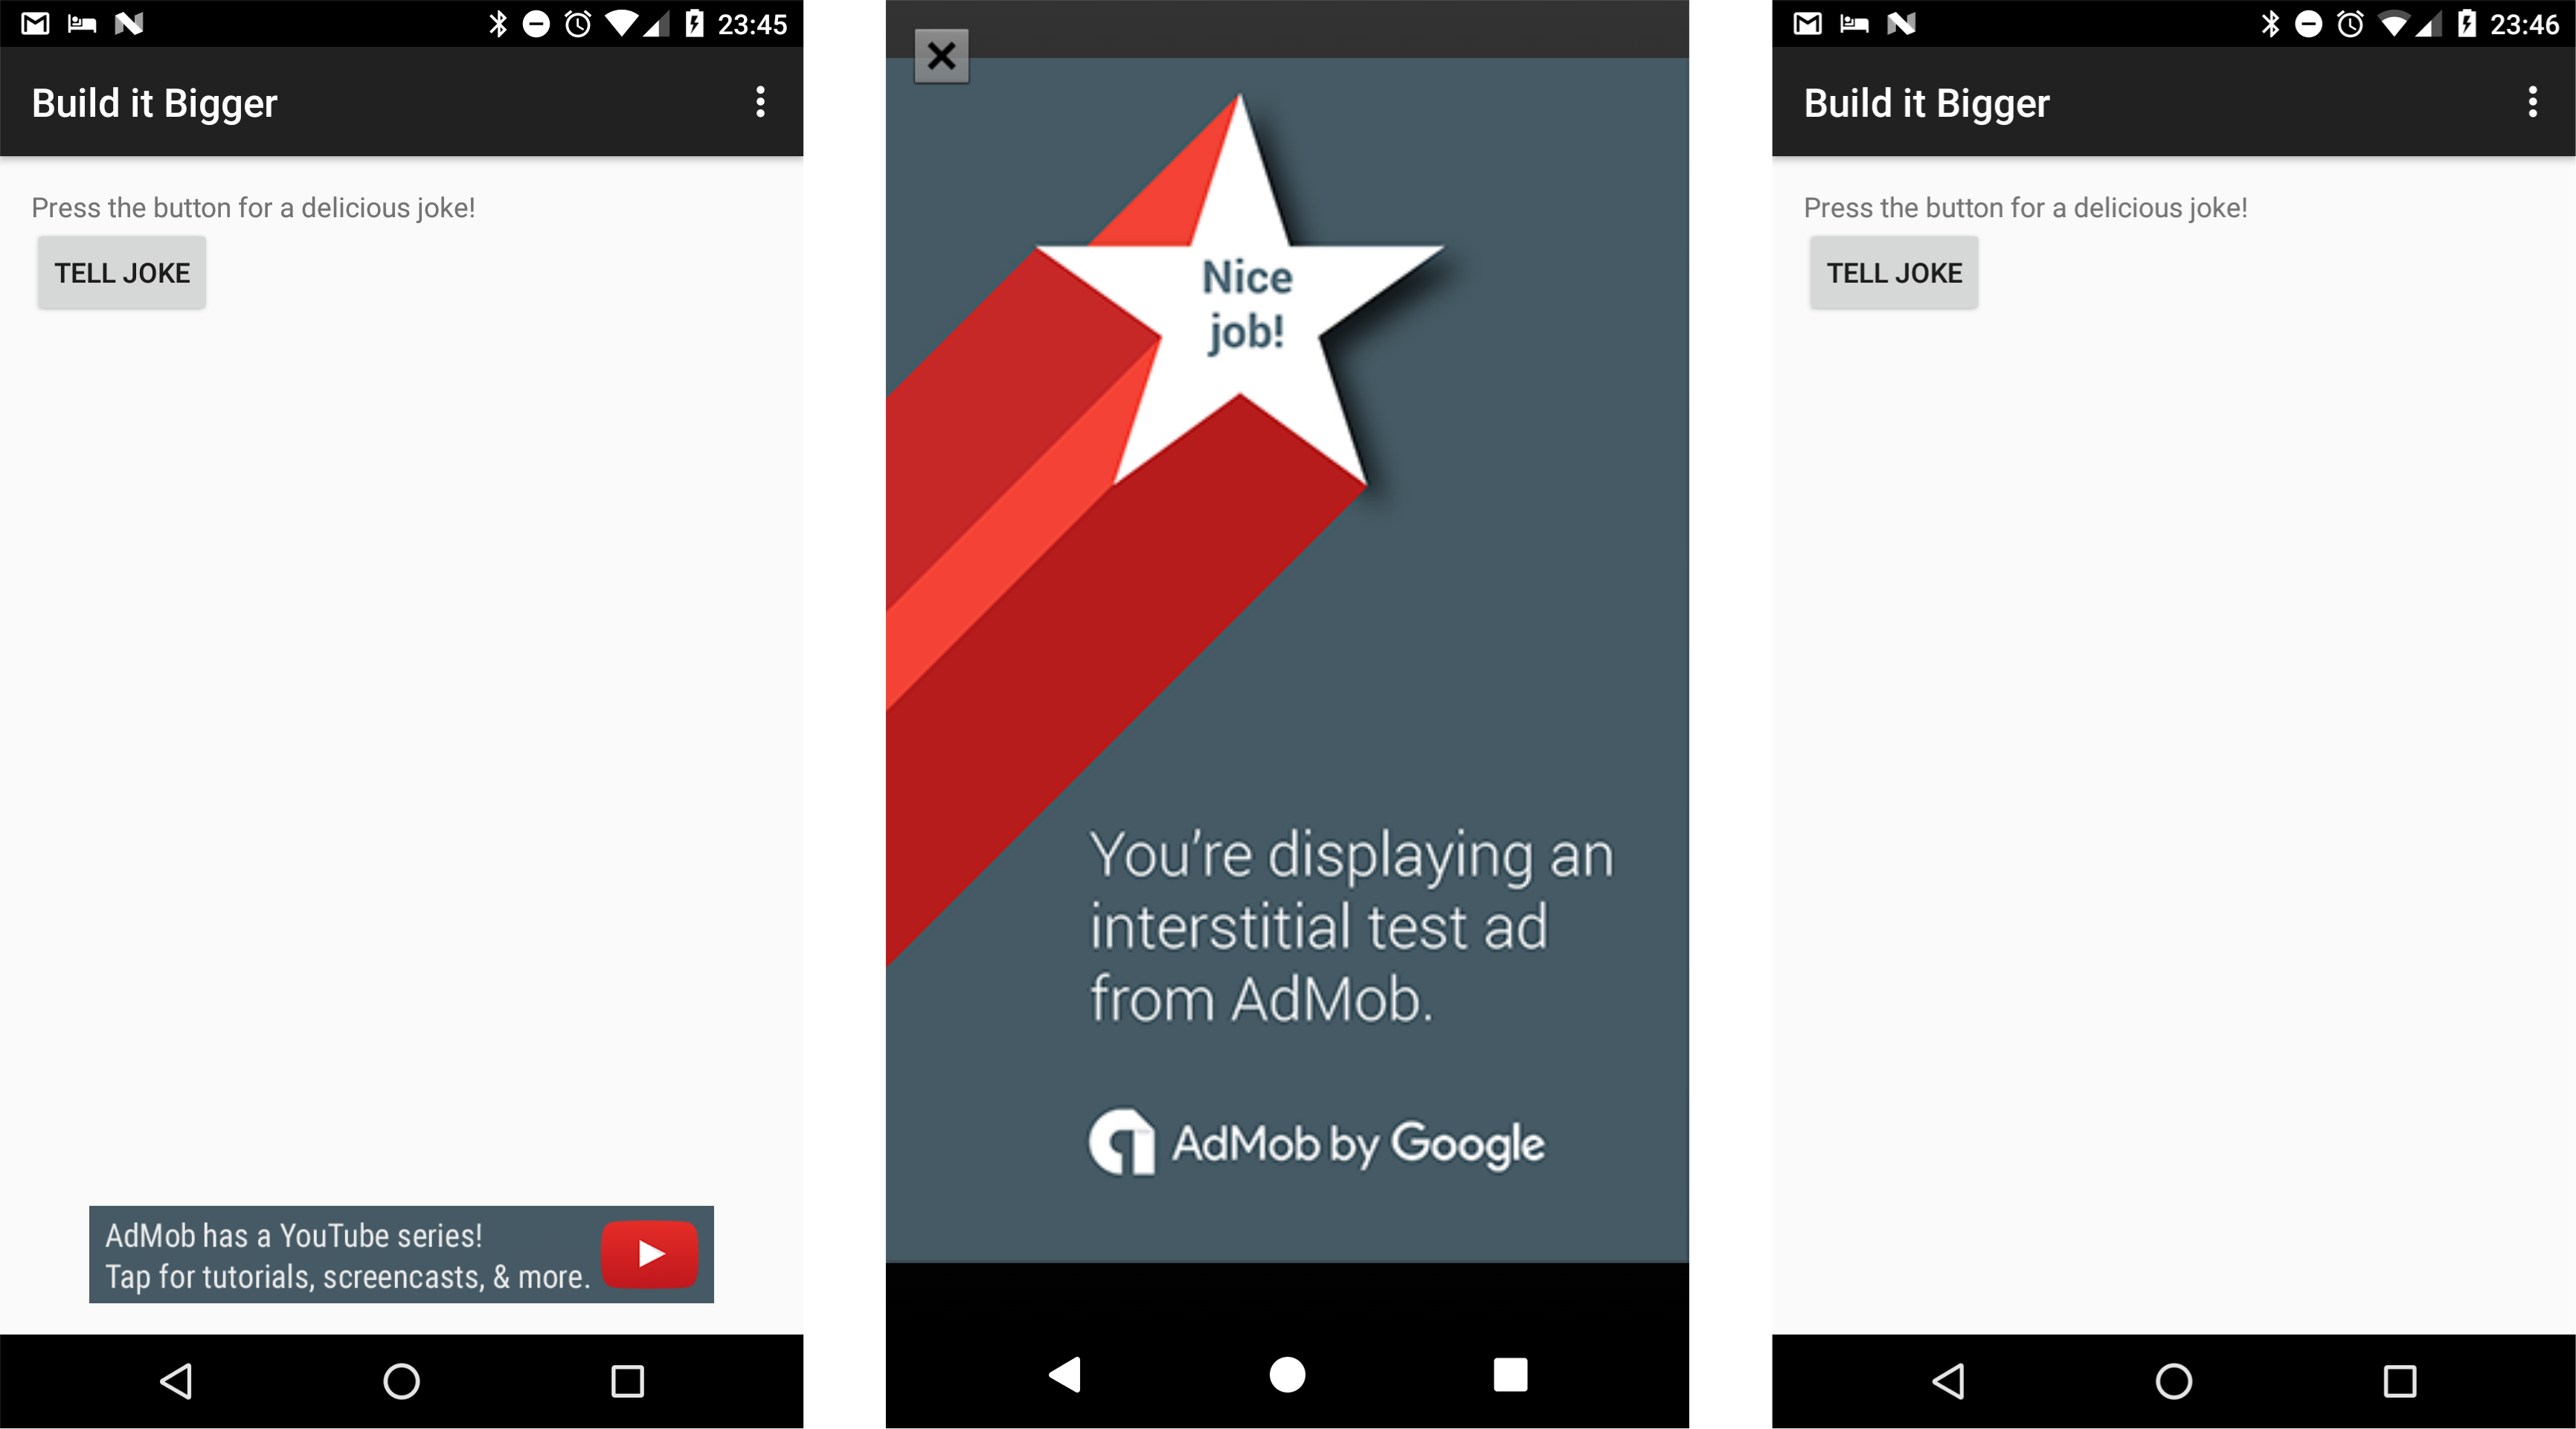 23:45
Build it Bigger
Press the button for a delicious joke!
TELL JOKE
AdMob has a YouTube series!
Tap for tutorials, screencasts, & more.
Nice
job!
You’re displaying an
interstitial test ad
from AdMob.
AdMob by Google
23:46
Build it Bigger
Press the button for a delicious joke!
TELL JOKE